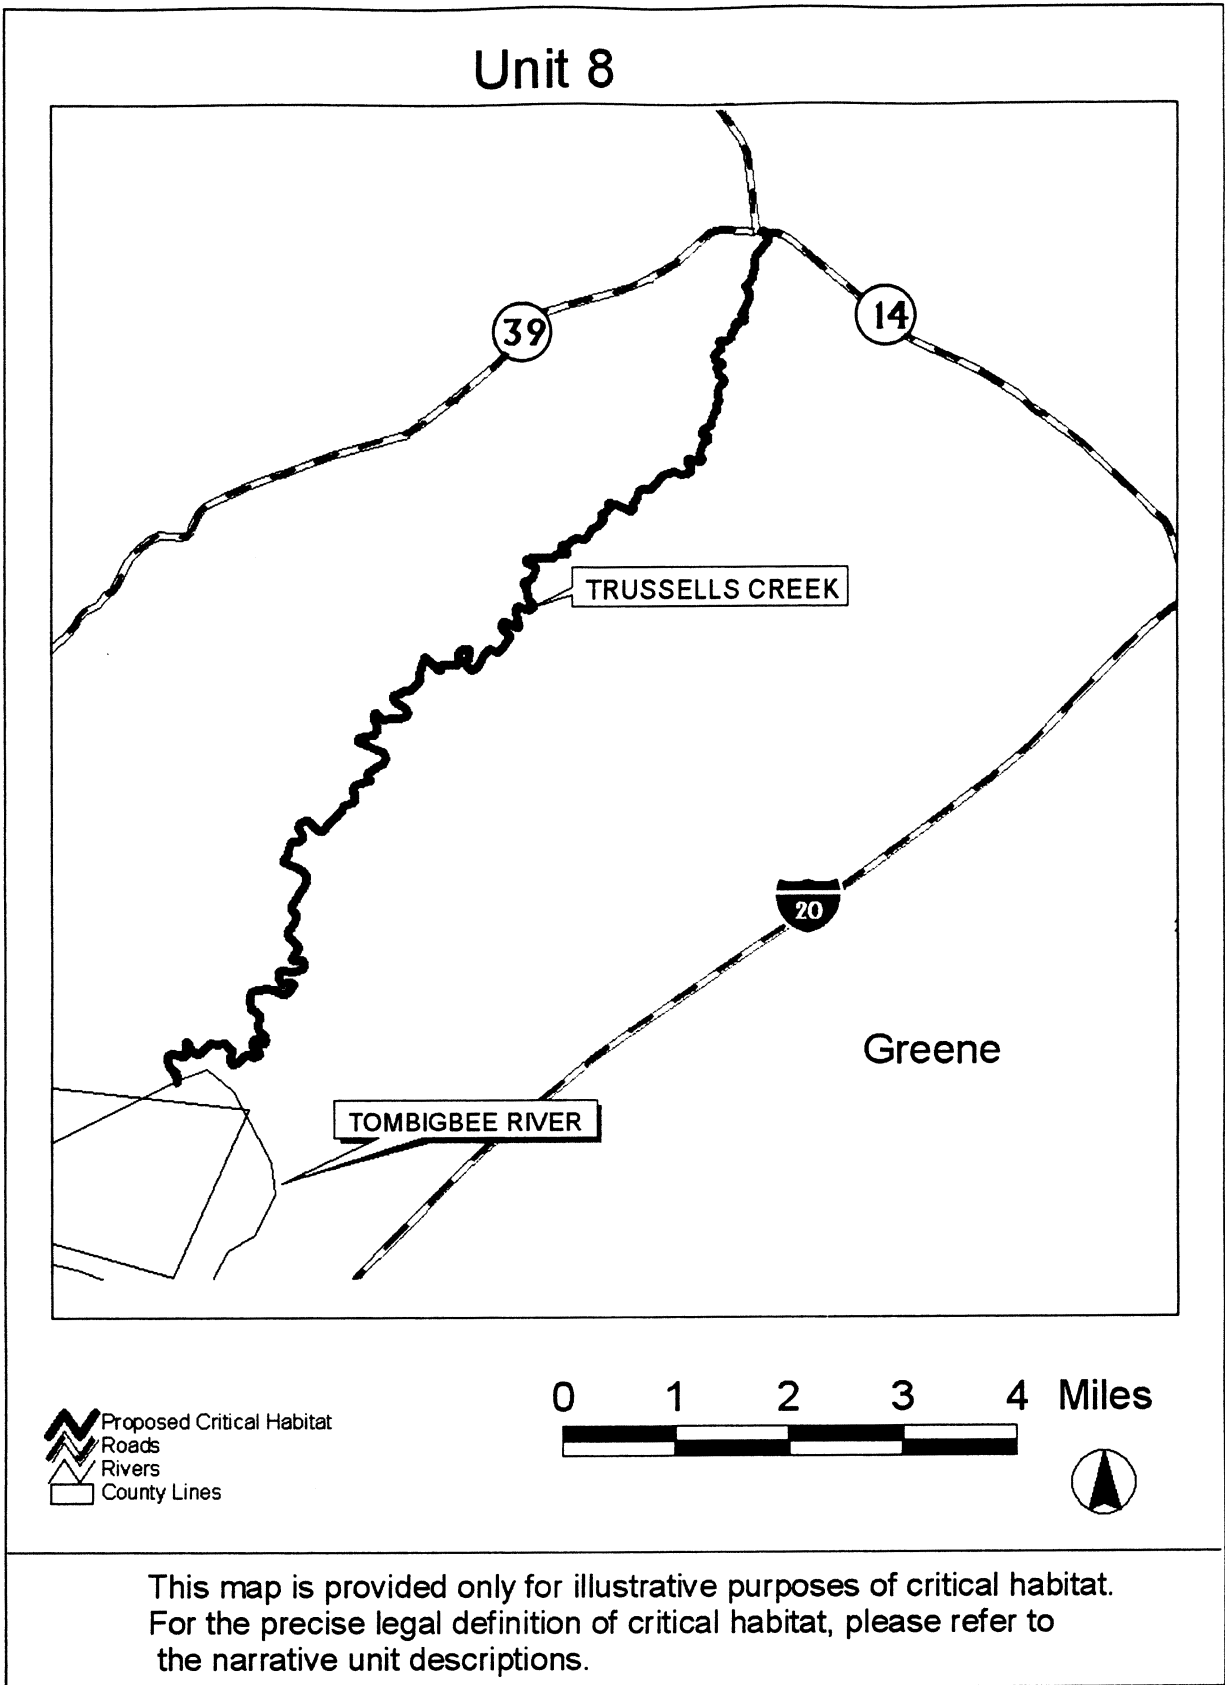 Unit 8
39
14
TRUSSELLS CREEK
20
Greene
TOMBIGBEE RIVER
0 1 2 3 4 Miles
Proposed Critical Habitat
Roads
Rivers
County Lines
This map is provided only for illustrative purposes of critical habitat.
For the precise legal definition of critical habitat, please refer to
the narrative unit descriptions.